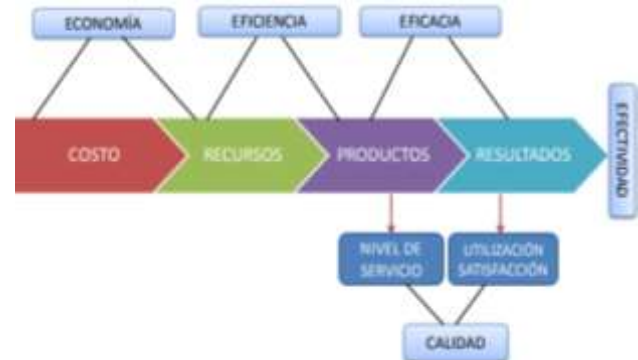 ECONOMÍA
EFICIENCIA
EFICACIA
COSTO
RECURSOS
PRODUCTOS
RESULTADOS
EFECTIVIDAD
NIVEL DE
SERVICIO
UTILIZACIÓN
SATISFACCIÓN
CALIDAD